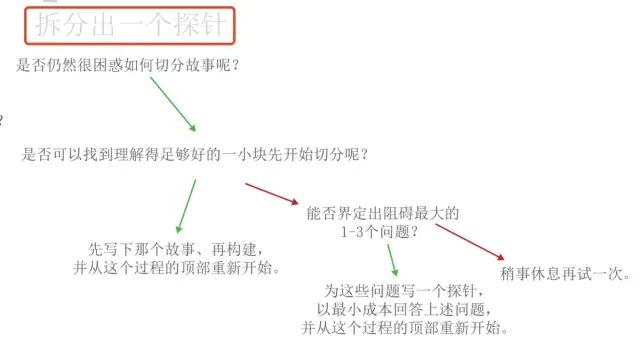 拆分出一个探针
是否仍然很困惑如何切分故事呢？
？
是否可以找到理解得足够好的一小块先开始切分呢？
能否界定出阻碍最大的
1-3个问题？
先写下那个故事、再构建，
并从这个过程的顶部重新开始。
稍事休息再试一次。
为这些问题写一个探针，
以最小成本回答上述问题，
并从这个过程的顶部重新开始。